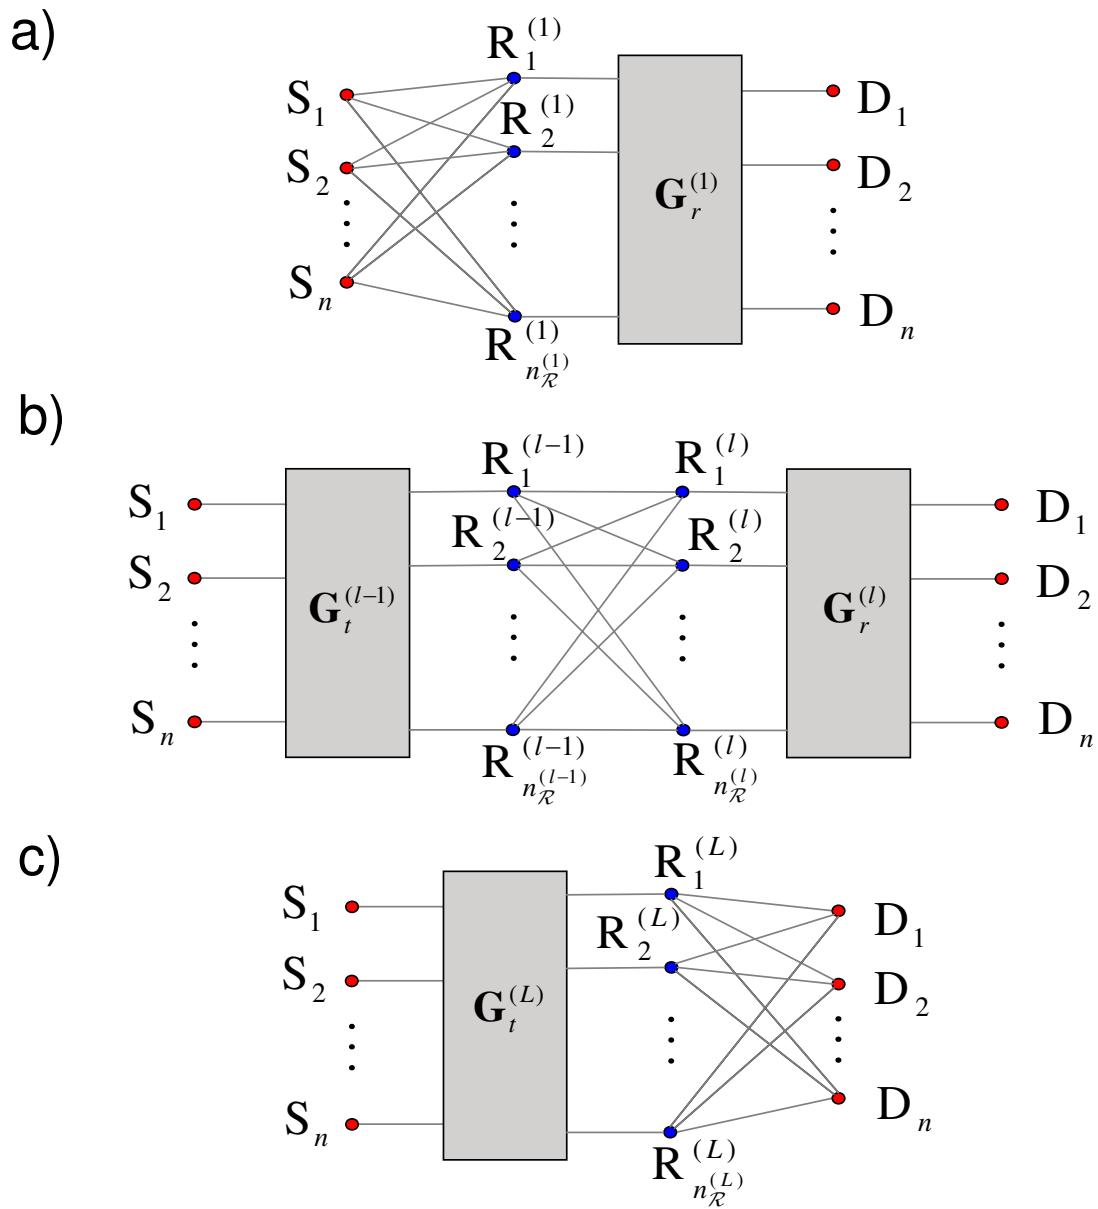 a)
R_1^{(1)}
S_1
R_2^{(1)}
D_1
S_2
G_r^{(1)}
D_2
S_n
D_n
R_{n_ℛ^{(1)}}^{(1)}
b)
R_1^{(l-1)}
R_1^{(l)}
S_1
R_2^{(l-1)}
R_2^{(l)}
D_1
S_2
G_t^{(l-1)}
G_r^{(l)}
D_2
S_n
D_n
R_{n_ℛ^{(l-1)}}^{(l-1)}
R_{n_ℛ^{(l)}}^{(l)}
c)
R_1^{(L)}
S_1
R_2^{(L)}
D_1
S_2
G_t^{(L)}
D_2
S_n
D_n
R_{n_ℛ^{(L)}}^{(L)}